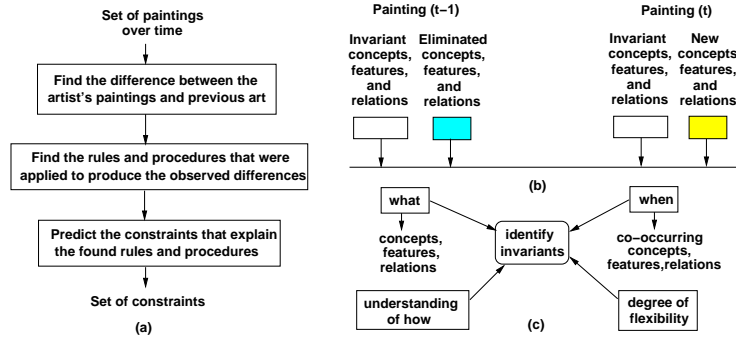 Set of paintings
over time
Find the difference between the
artist's paintings and previous art
Find the rules and procedures that were
applied to produce the observed differences
Predict the constraints that explain
the found rules and procedures
Set of constraints
(a)
Painting (t-1)
Painting (t)
Invariant
concepts,
features,
and
relations
Eliminated
concepts,
features,
and
relations
Invariant
concepts,
features,
and
relations
New
concepts
features,
and
relations
(b)
what
when
concepts,
features,
relations
identify
invariants
co-occurring
concepts,
features,relations
understanding
of how
degree of
flexibility
(c)